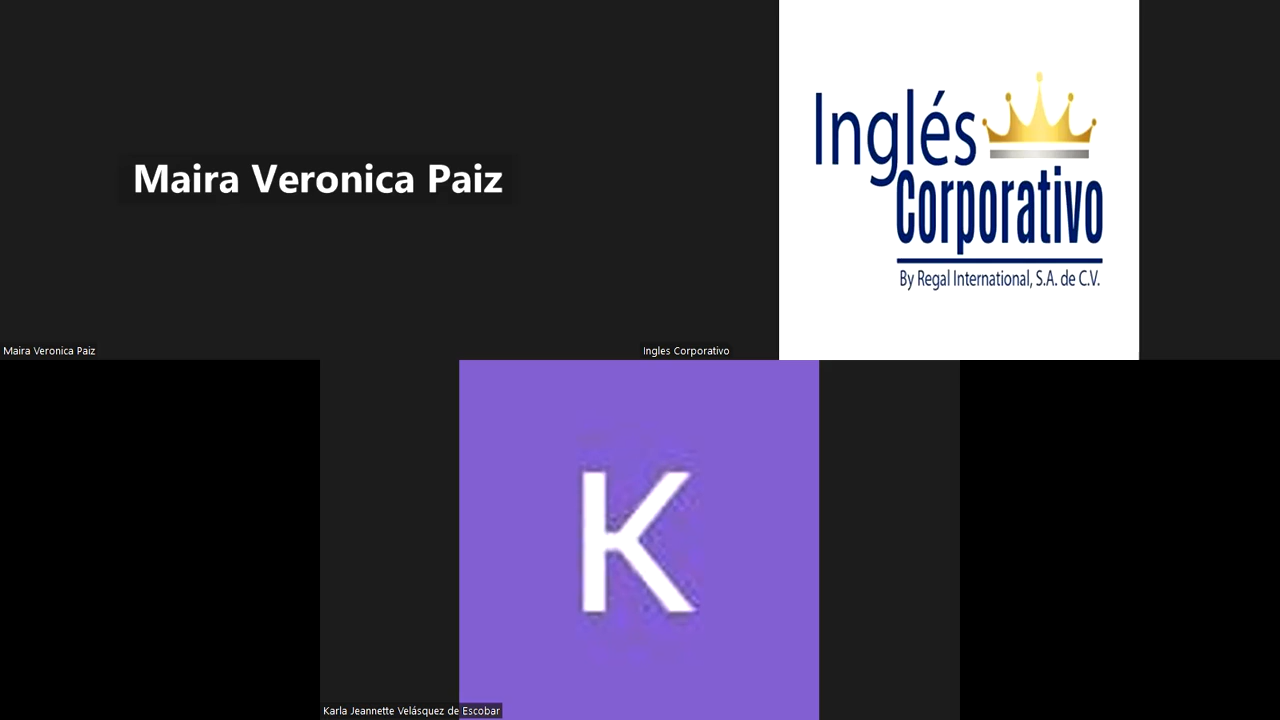 Maira Veronica Paiz
Maira Veronica Paiz
Inglés
Corporativo
By Regal International, S.A. de C.V.
Ingles Corporativo
K
Karla Jeannette Velásquez de Escobar